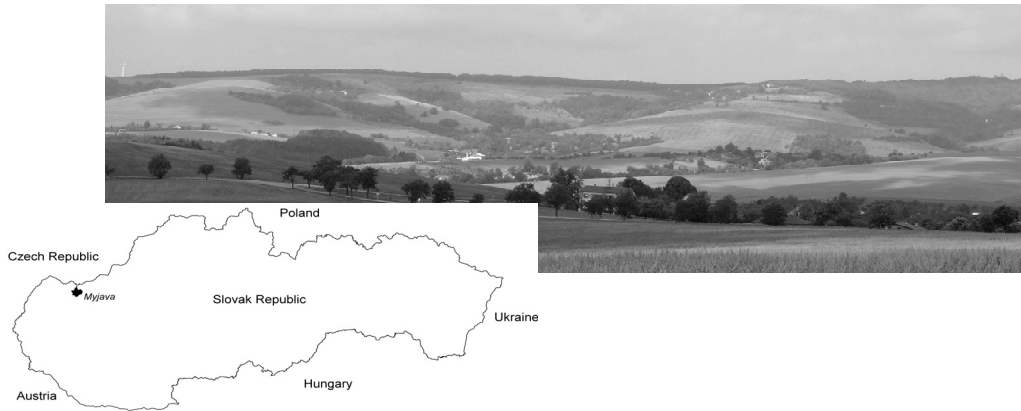 Poland
Czech Republic
Myjava
Slovak Republic
Ukraine
Hungary
Austria